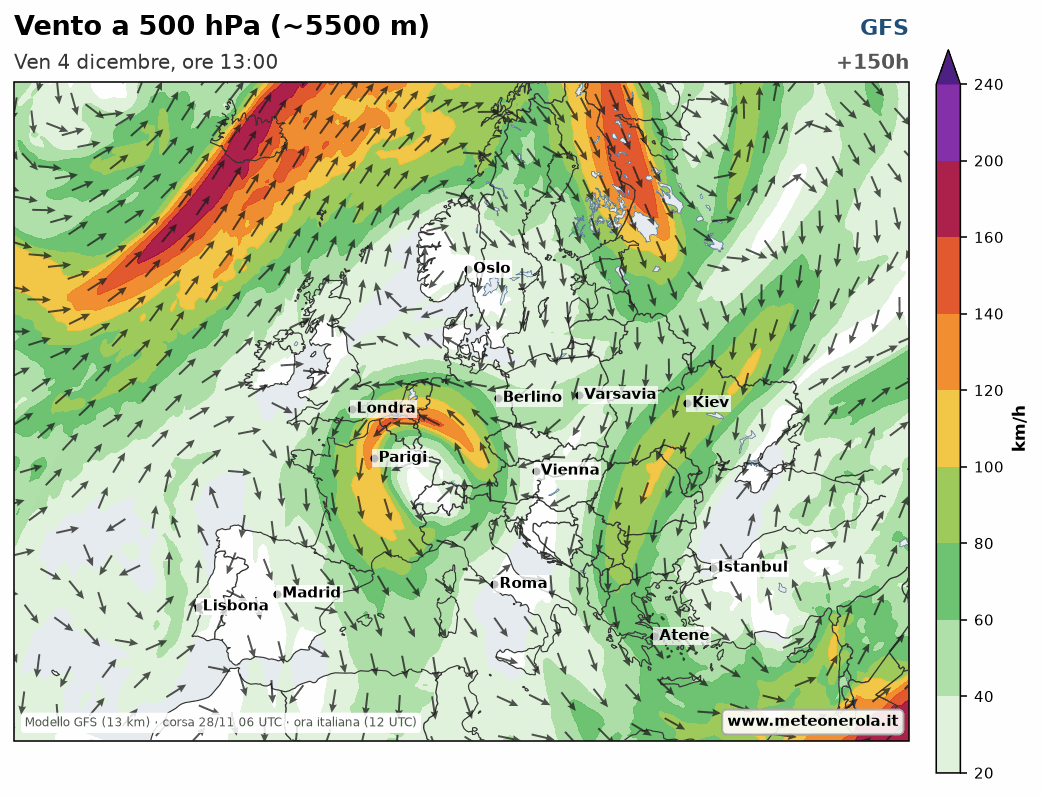 Vento a 500 hPa (~5500 m)
GFS
Ven 4 dicembre, ore 13:00
+150h
240
200
160
140
120
100
80
60
40
20
km/h
Oslo
Berlino
Varsavia
Londra
Kiev
Parigi
Vienna
Istanbul
Roma
Madrid
Lisbona
Atene
Modello GFS (13 km) · corsa 28/11 06 UTC · ora italiana (12 UTC)
www.meteonerola.it